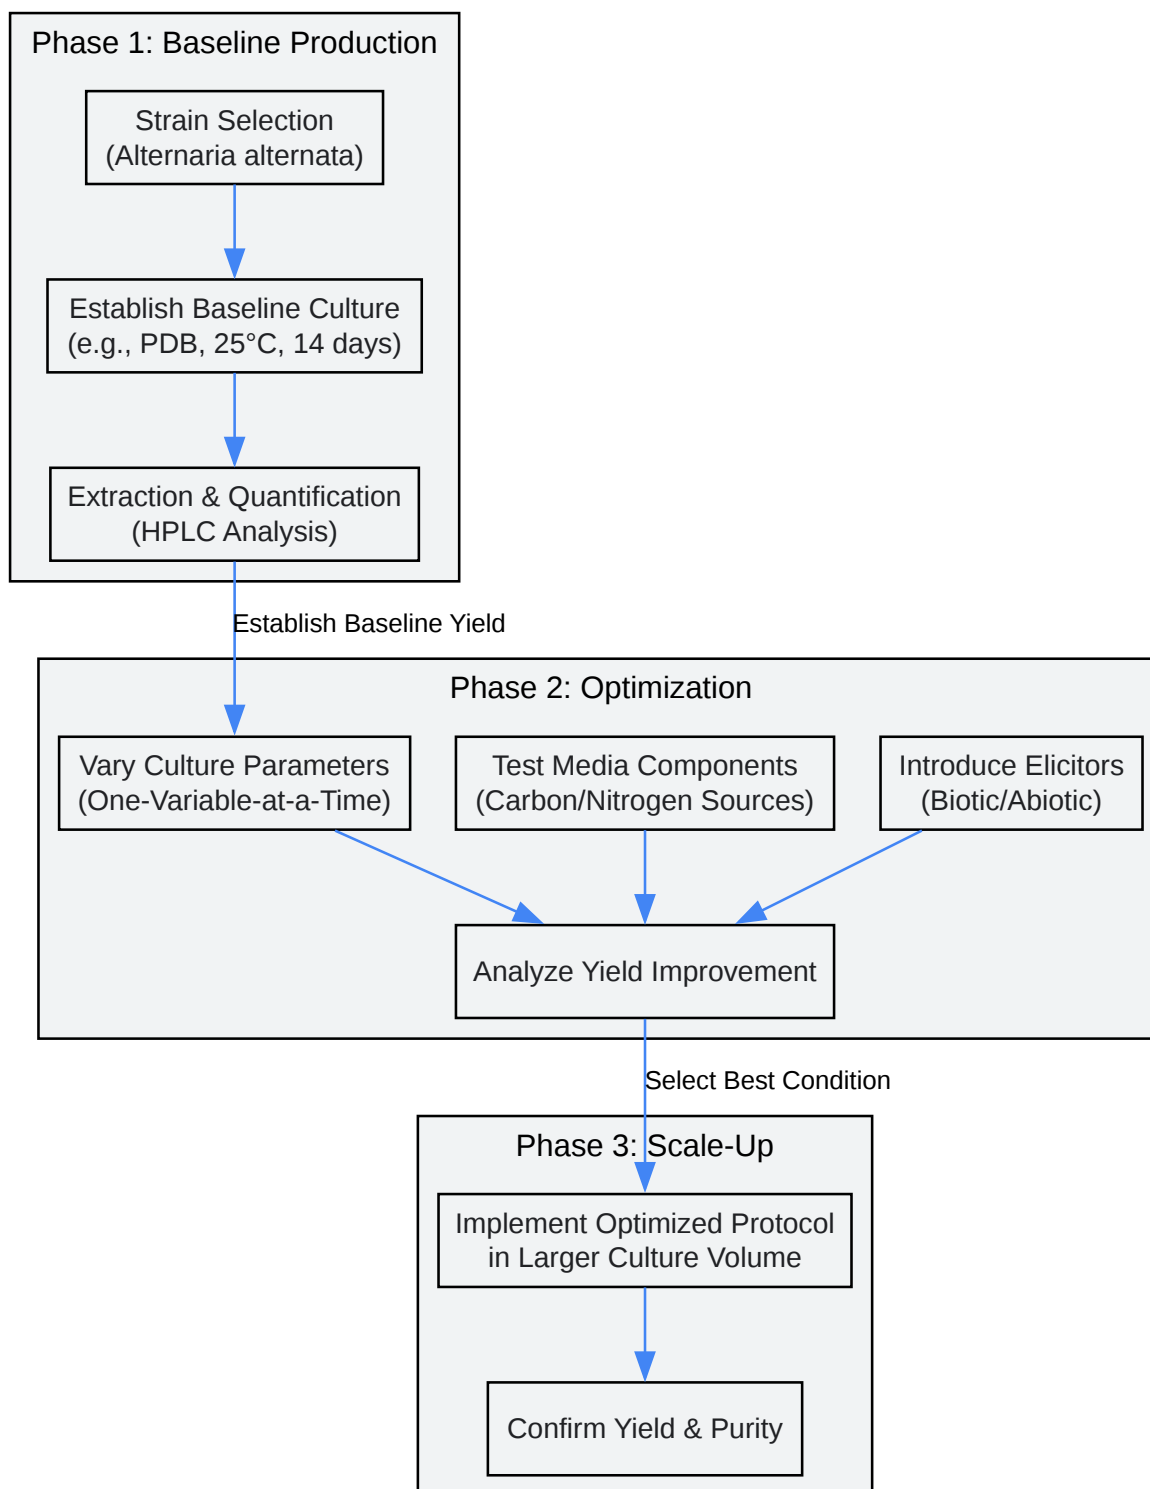 Phase 1: Baseline Production
Strain Selection
(Alternaria alternata)
Establish Baseline Culture
(e.g., PDB, 25°C, 14 days)
Extraction & Quantification
(HPLC Analysis)
Establish Baseline Yield
Phase 2: Optimization
Vary Culture Parameters
(One-Variable-at-a-Time)
Test Media Components
(Carbon/Nitrogen Sources)
Introduce Elicitors
(Biotic/Abiotic)
Analyze Yield Improvement
Select Best Condition
Phase 3: Scale-Up
Implement Optimized Protocol
in Larger Culture Volume
Confirm Yield & Purity